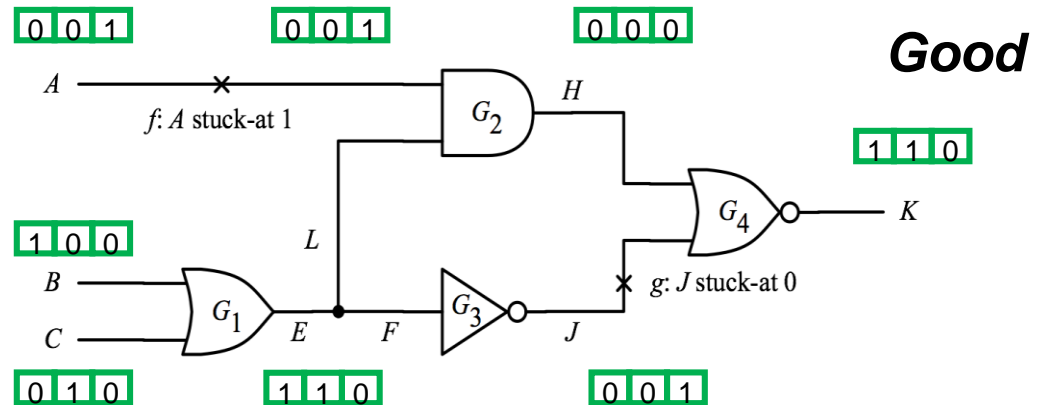 0 0 1
0 0 1
0 0 0
Good
A
H
G2
f: A stuck-at 1
1 1 0
G4
K
1 0 0
L
B
g: J stuck-at 0
G1
G3
C
E
F
J
0 1 0
1 1 0
0 0 1